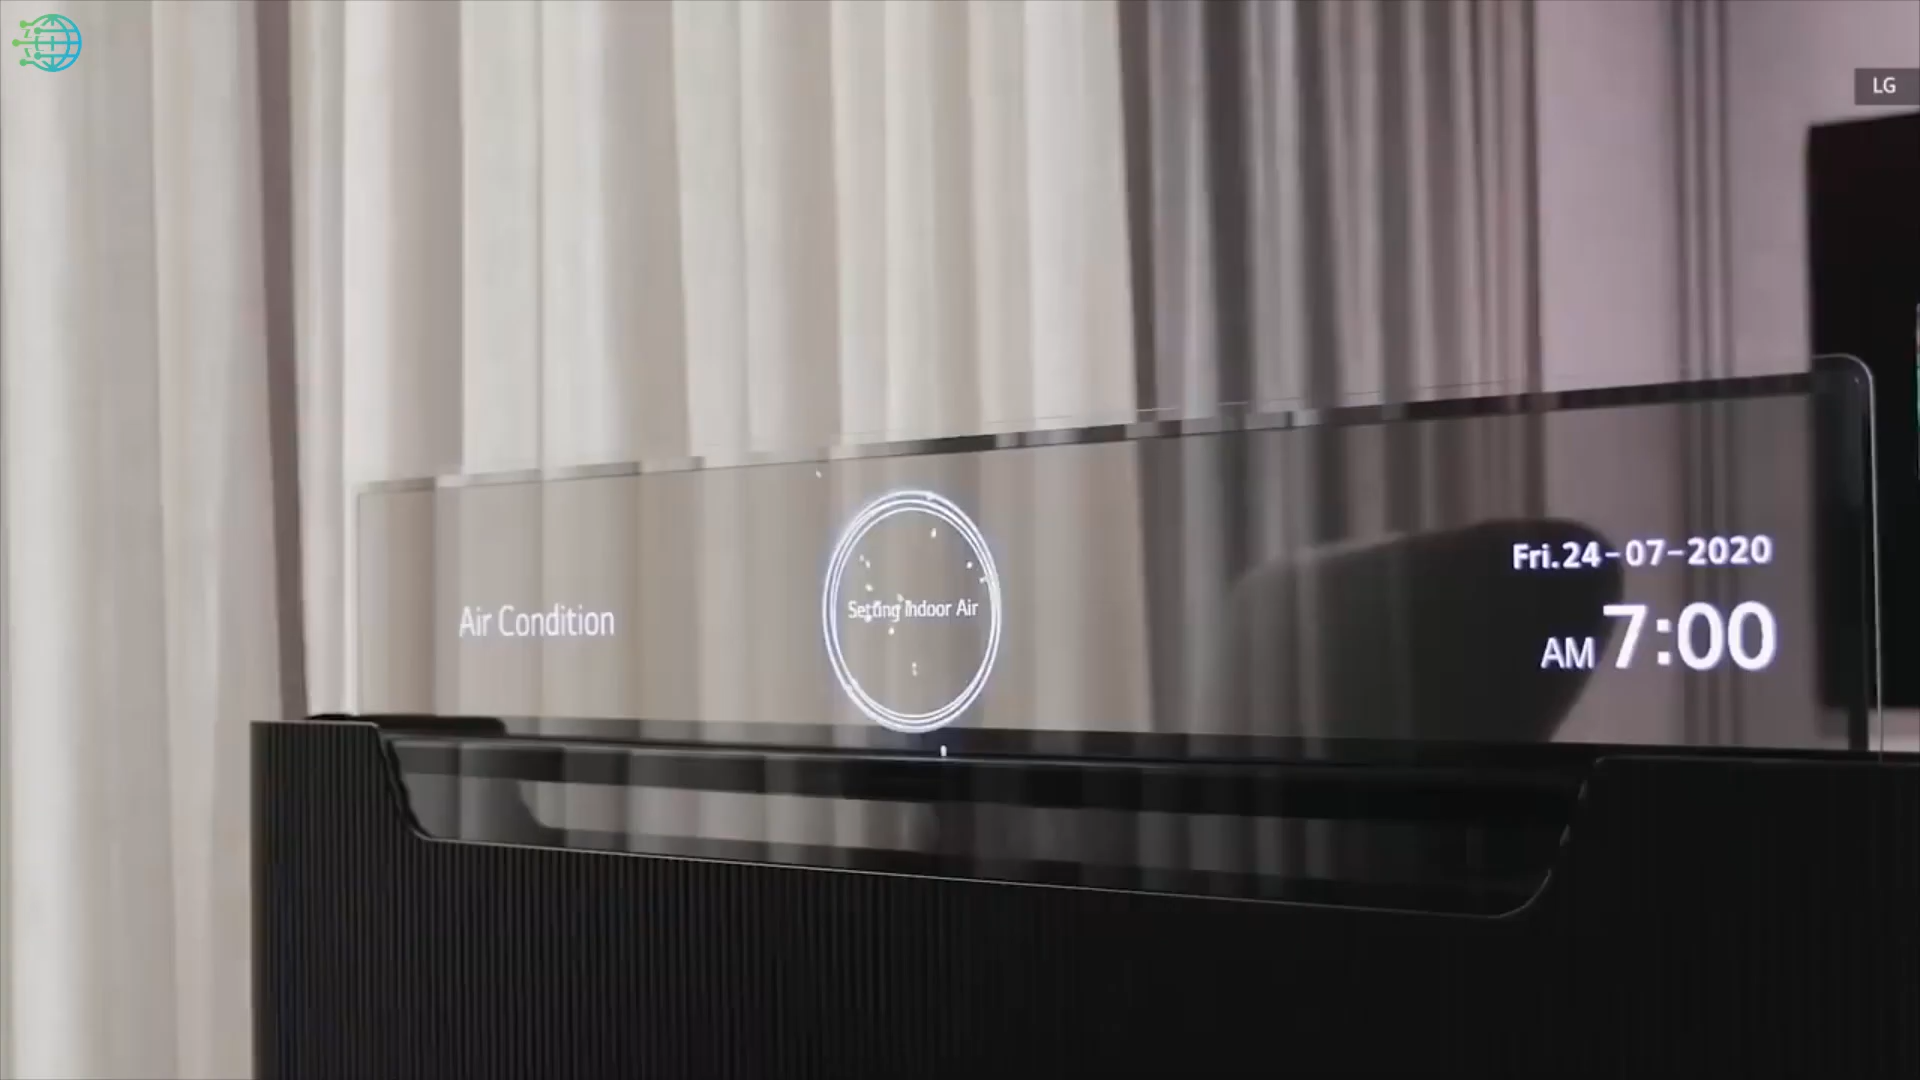 LG
Air Condition
Setting Indoor Air
Fri.24-07-2020
AM 7:00